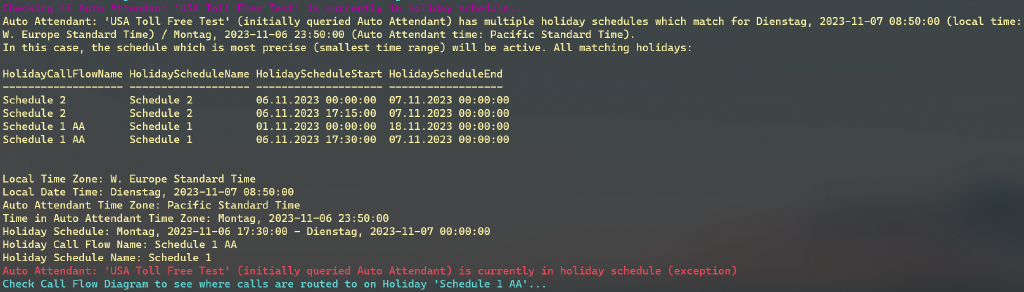 Checking if Auto Attendant 'USA Toll Free Test' is currently in holiday schedule...
Auto Attendant: 'USA Toll Free Test' (initially queried Auto Attendant) has multiple holiday schedules which match for Dienstag, 2023-11-07 08:50:00 (local time:
W. Europe Standard Time) / Montag, 2023-11-06 23:50:00 (Auto Attendant time: Pacific Standard Time).
In this case, the schedule which is most precise (smallest time range) will be active. All matching holidays:
HolidayCallFlowName HolidayScheduleName HolidayScheduleStart HolidayScheduleEnd
------------------- ------------------- -------------------- ------------------
Schedule 2 Schedule 2 06.11.2023 00:00:00 07.11.2023 00:00:00
Schedule 2 Schedule 2 06.11.2023 17:15:00 07.11.2023 00:00:00
Schedule 1 AA Schedule 1 01.11.2023 00:00:00 18.11.2023 00:00:00
Schedule 1 AA Schedule 1 06.11.2023 17:30:00 07.11.2023 00:00:00
Local Time Zone: W. Europe Standard Time
Local Date Time: Dienstag, 2023-11-07 08:50:00
Auto Attendant Time Zone: Pacific Standard Time
Time in Auto Attendant Time Zone: Montag, 2023-11-06 23:50:00
Holiday Schedule: Montag, 2023-11-06 17:30:00 - Dienstag, 2023-11-07 00:00:00
Holiday Call Flow Name: Schedule 1 AA
Holiday Schedule Name: Schedule 1
Auto Attendant: 'USA Toll Free Test' (initially queried Auto Attendant) is currently in holiday schedule (exception)
Check Call Flow Diagram to see where calls are routed to on Holiday 'Schedule 1 AA'...